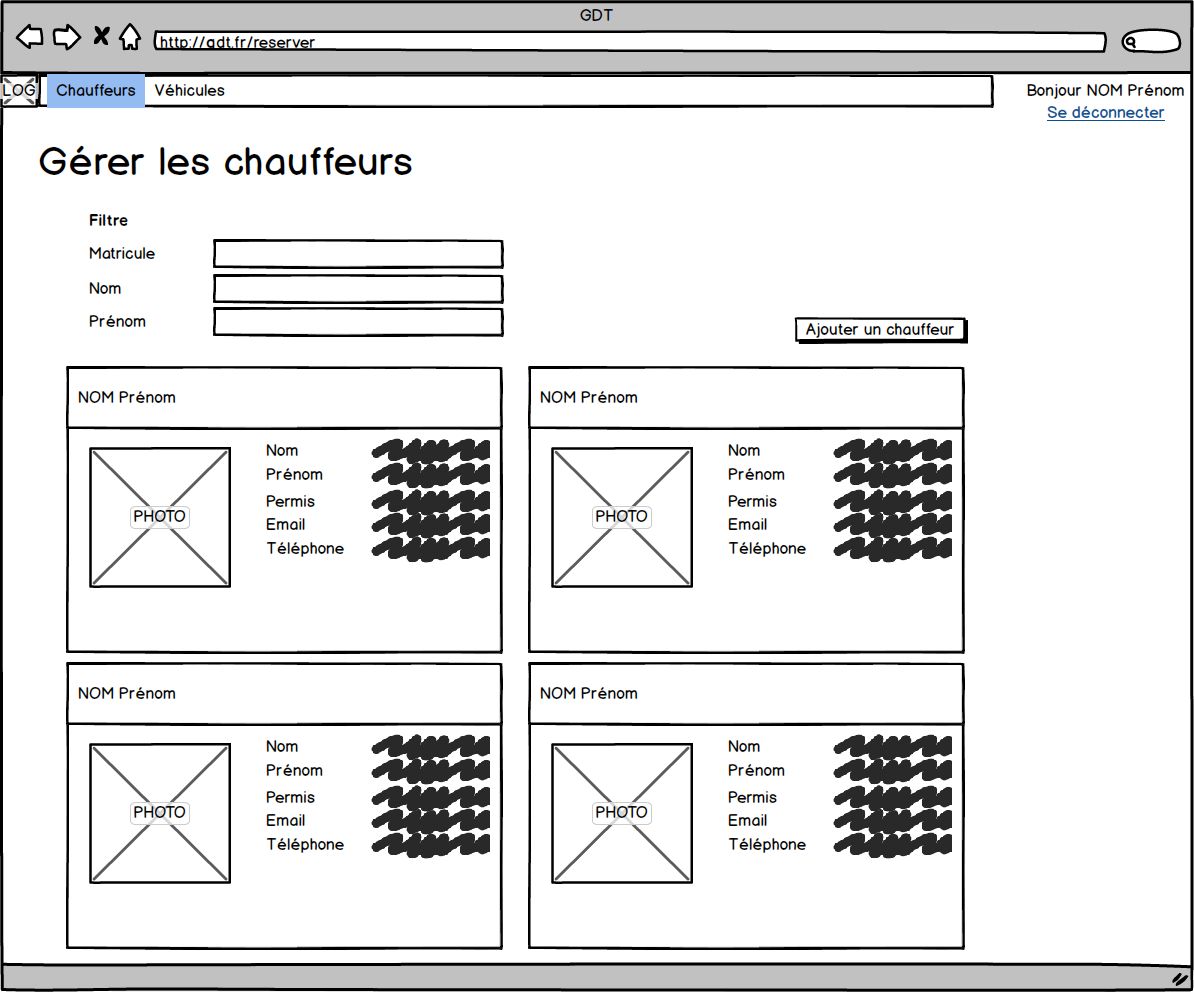 GDT
http://gdt.fr/reserver
LOG Chauffeurs Véhicules Bonjour NOM Prénom
Se déconnecter
Gérer les chauffeurs
Filtre
Matricule
Nom
Prénom
Ajouter un chauffeur
NOM Prénom
PHOTO
Nom
Prénom
Permis
Email
Téléphone
NOM Prénom
PHOTO
Nom
Prénom
Permis
Email
Téléphone
NOM Prénom
PHOTO
Nom
Prénom
Permis
Email
Téléphone
NOM Prénom
PHOTO
Nom
Prénom
Permis
Email
Téléphone